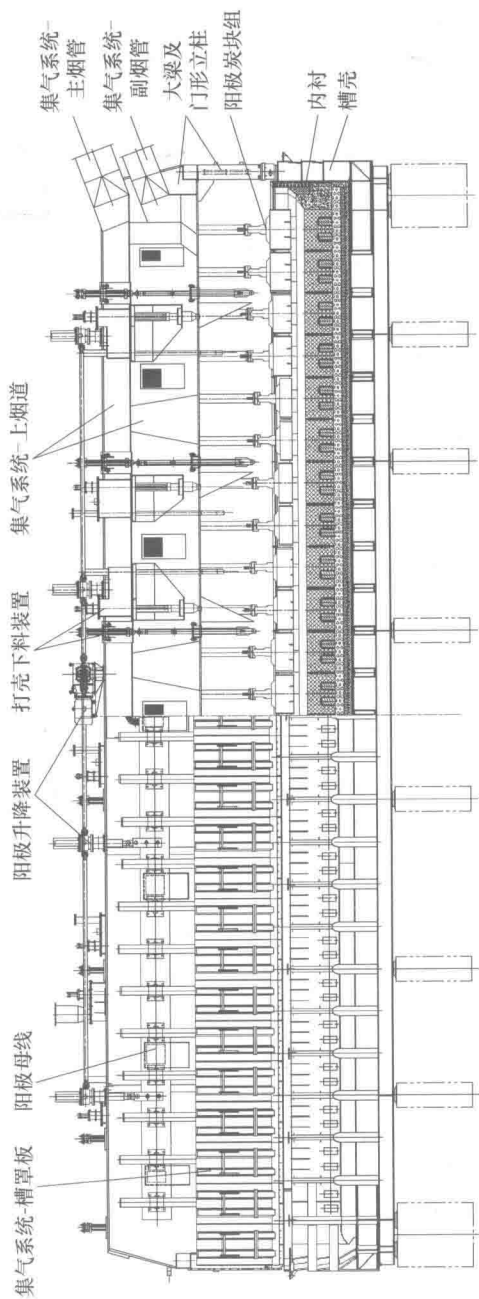 集气系统-槽罩板
阳极母线
阳极升降装置
打壳下料装置
集气系统-上烟道
集气系统-
主烟管
集气系统-
副烟管
大梁及
门形立柱
阳极炭块组
内衬
槽壳